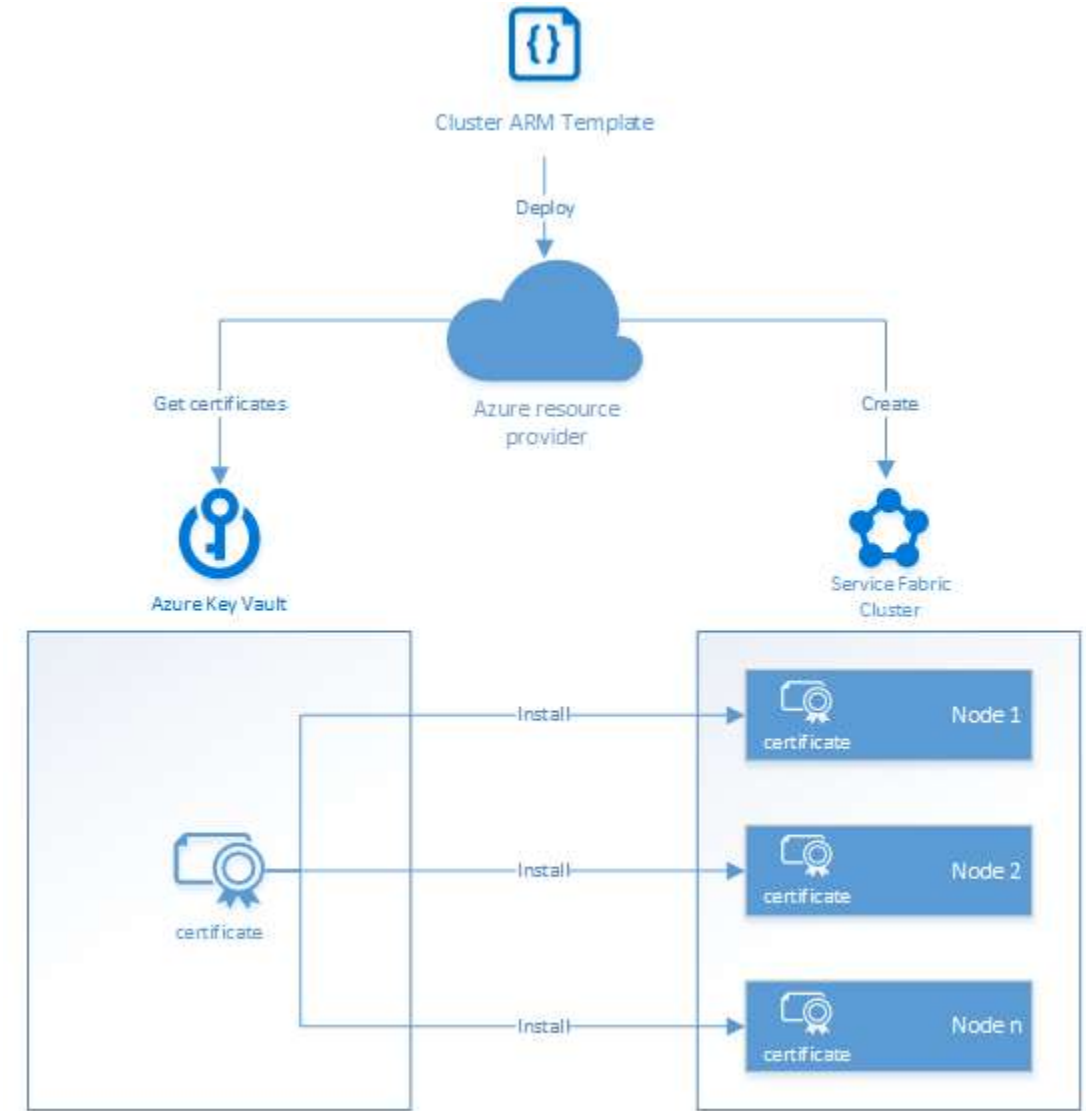 {}
Cluster ARM Template
Deploy
Get certificates
Azure resource
provider
Create
Azure Key Vault
Service Fabric
Cluster
Install
certificate
Node 1
certificate
Install
certificate
Node 2
Install
certificate
Node n